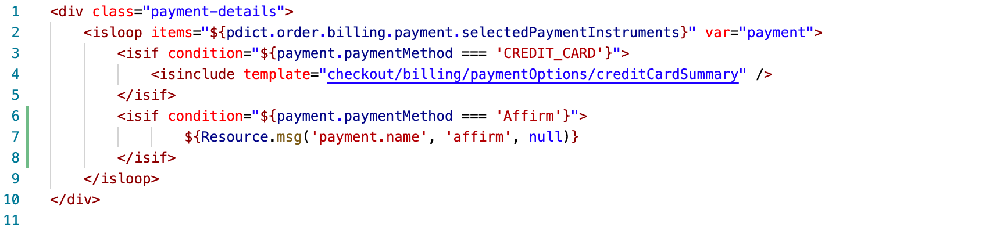 1 <div class="payment-details">
2     <isloop items="${pdict.order.billing.payment.selectedPaymentInstruments}" var="payment">
3         <isif condition="${payment.paymentMethod === 'CREDIT_CARD'}">
4             <isinclude template="checkout/billing/paymentOptions/creditCardSummary" />
5         </isif>
6         <isif condition="${payment.paymentMethod === 'Affirm'}">
7                 ${Resource.msg('payment.name', 'affirm', null)}
8         </isif>
9     </isloop>
10 </div>
11